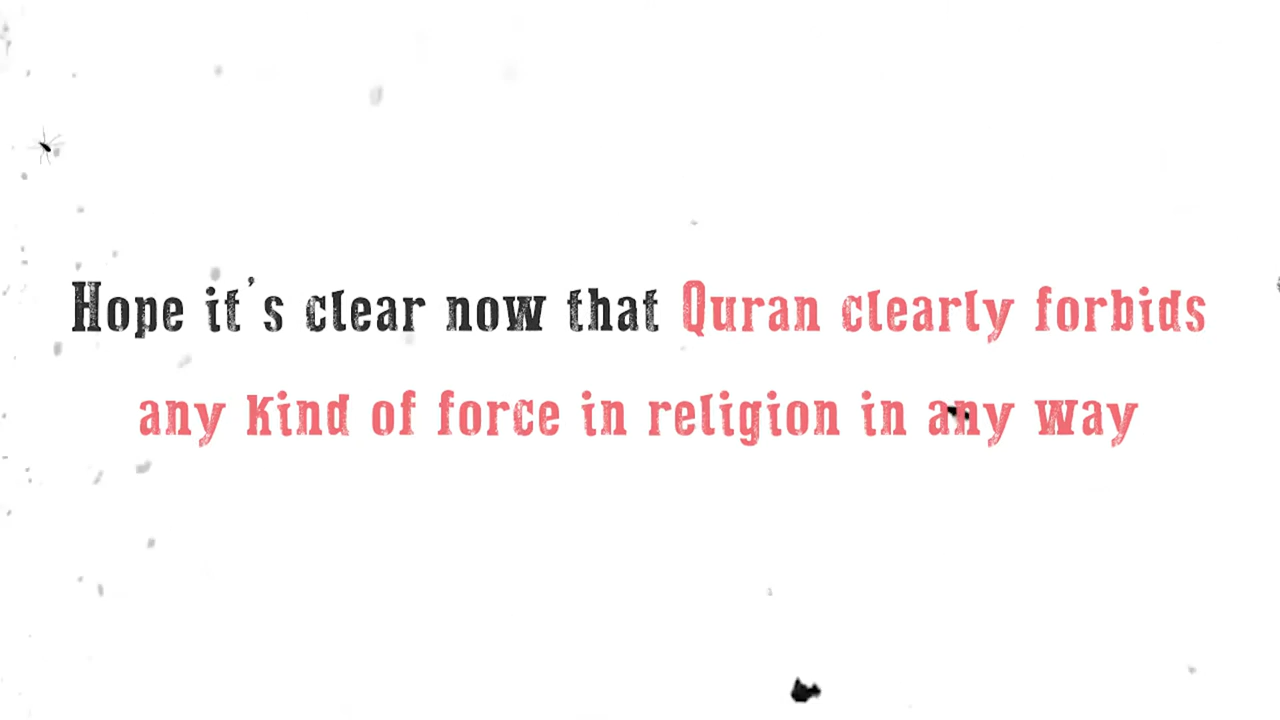 Hope it's clear now that Quran clearly forbids
any kind of force in religion in any way